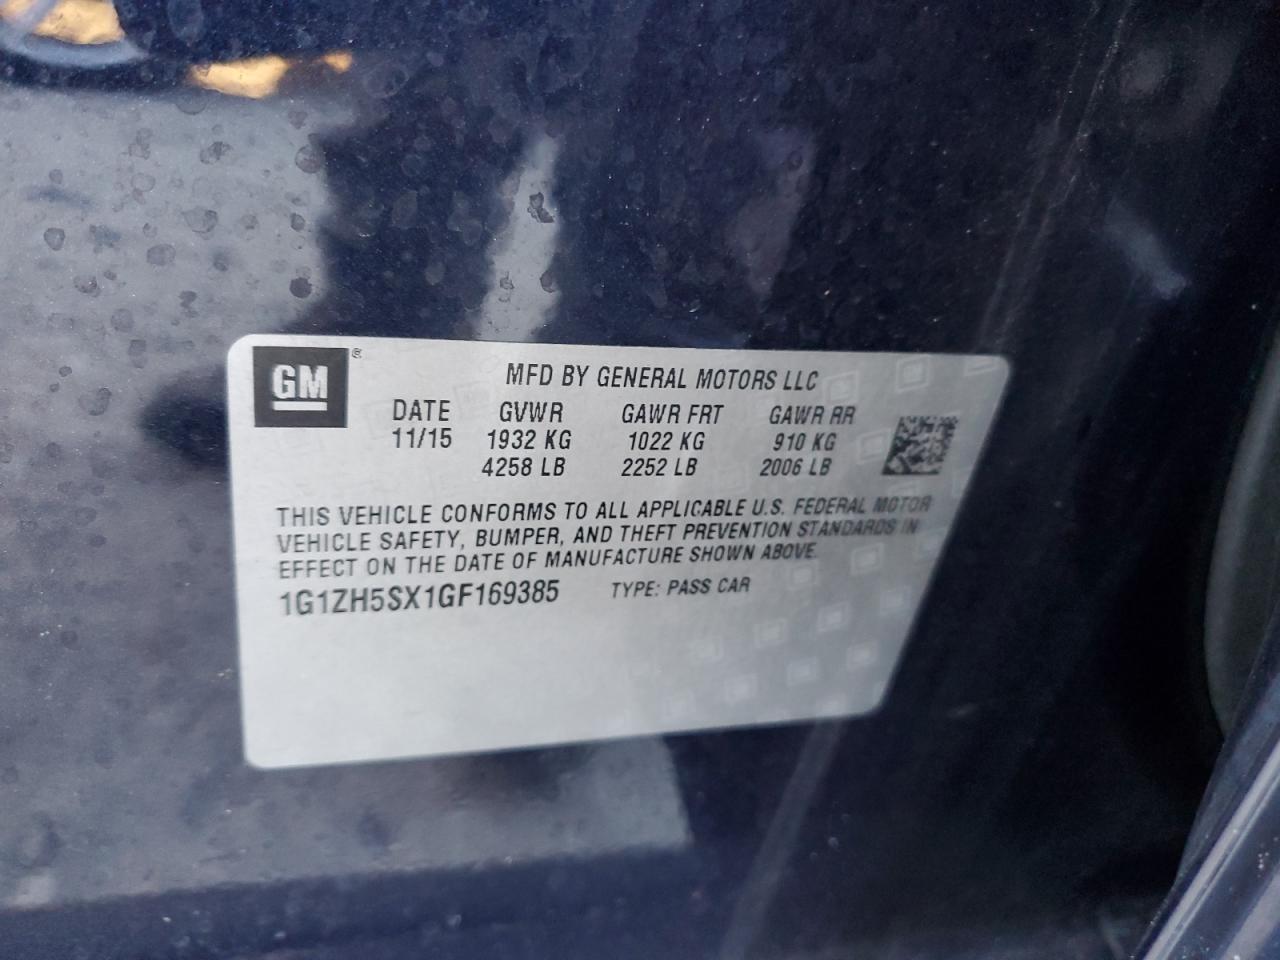 GM ®
MFD BY GENERAL MOTORS LLC
DATE GVWR GAWR FRT GAWR RR
11/15 1932 KG 1022 KG 910 KG
4258 LB 2252 LB 2006 LB
THIS VEHICLE CONFORMS TO ALL APPLICABLE U.S. FEDERAL MOTOR
VEHICLE SAFETY, BUMPER, AND THEFT PREVENTION STANDARDS IN
EFFECT ON THE DATE OF MANUFACTURE SHOWN ABOVE.
1G1ZH5SX1GF169385 TYPE: PASS CAR